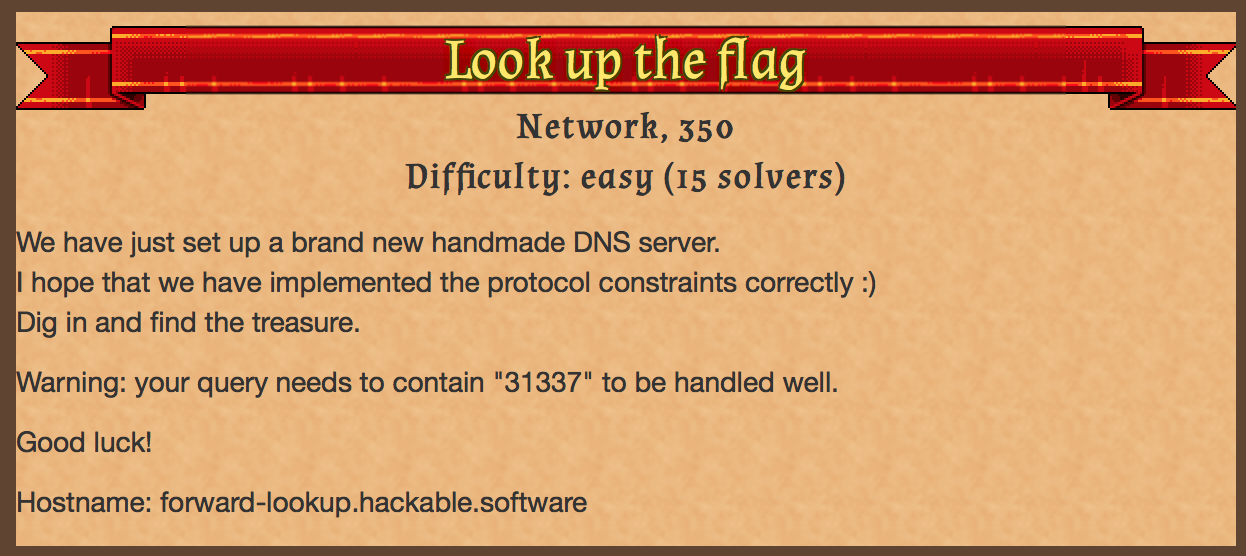 Look up the flag
Network, 350
Difficulty: easy (15 solvers)
We have just set up a brand new handmade DNS server.
I hope that we have implemented the protocol constraints correctly :)
Dig in and find the treasure.
Warning: your query needs to contain "31337" to be handled well.
Good luck!
Hostname: forward-lookup.hackable.software